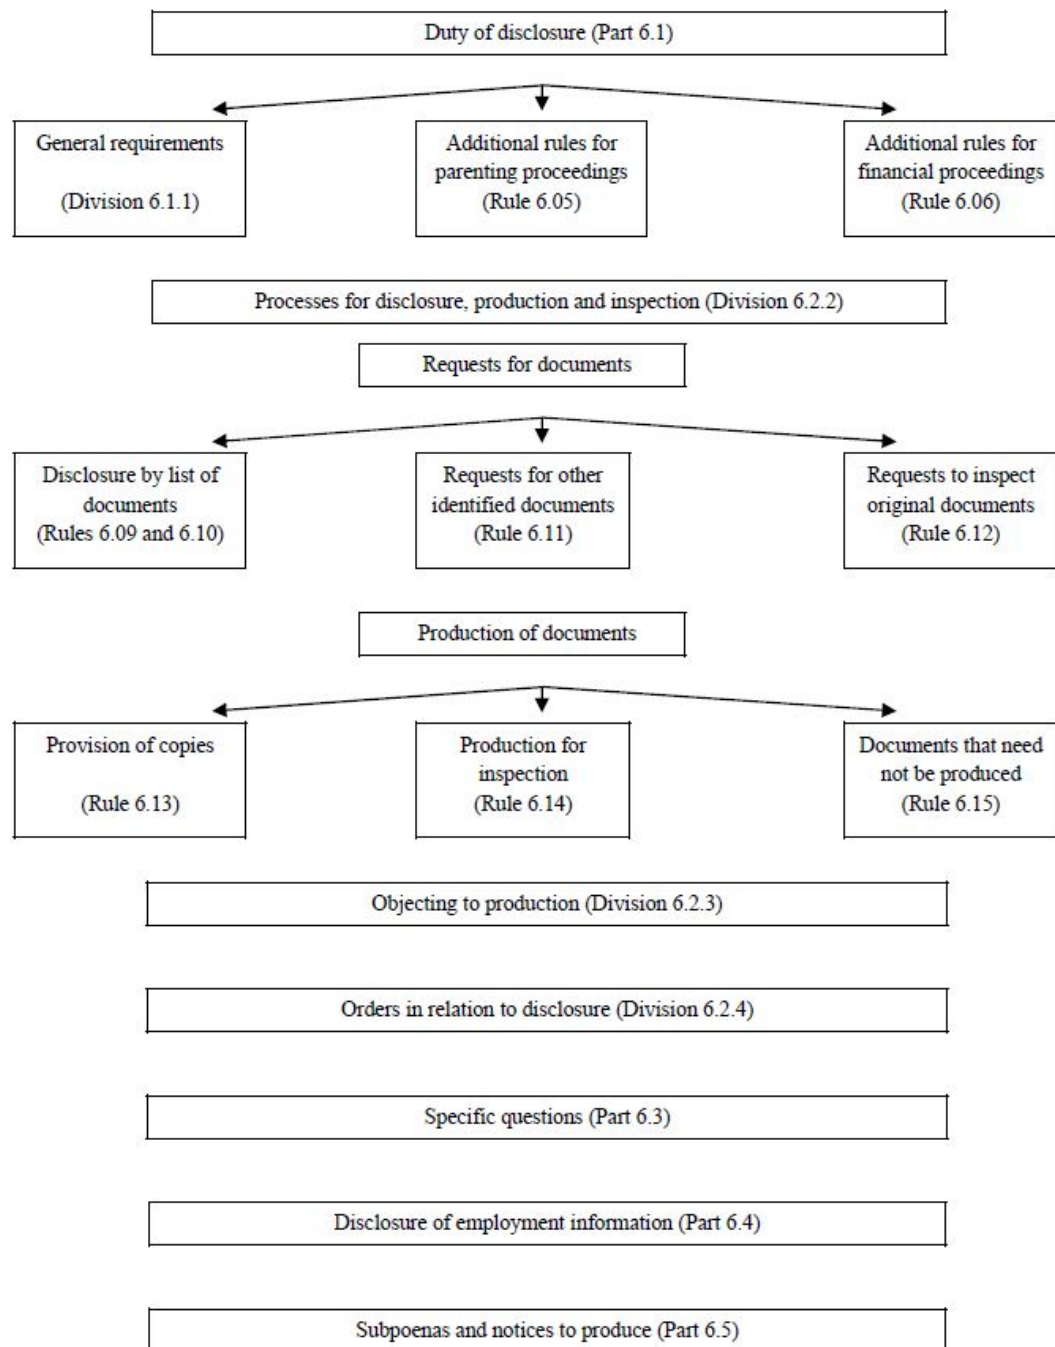 Duty of disclosure (Part 6.1)
General requirements
(Division 6.1.1)
Additional rules for
parenting proceedings
(Rule 6.05)
Additional rules for
financial proceedings
(Rule 6.06)
Processes for disclosure, production and inspection (Division 6.2.2)
Requests for documents
Disclosure by list of
documents
(Rules 6.09 and 6.10)
Requests for other
identified documents
(Rule 6.11)
Requests to inspect
original documents
(Rule 6.12)
Production of documents
Provision of copies
(Rule 6.13)
Production for
inspection
(Rule 6.14)
Documents that need
not be produced
(Rule 6.15)
Objecting to production (Division 6.2.3)
Orders in relation to disclosure (Division 6.2.4)
Specific questions (Part 6.3)
Disclosure of employment information (Part 6.4)
Subpoenas and notices to produce (Part 6.5)